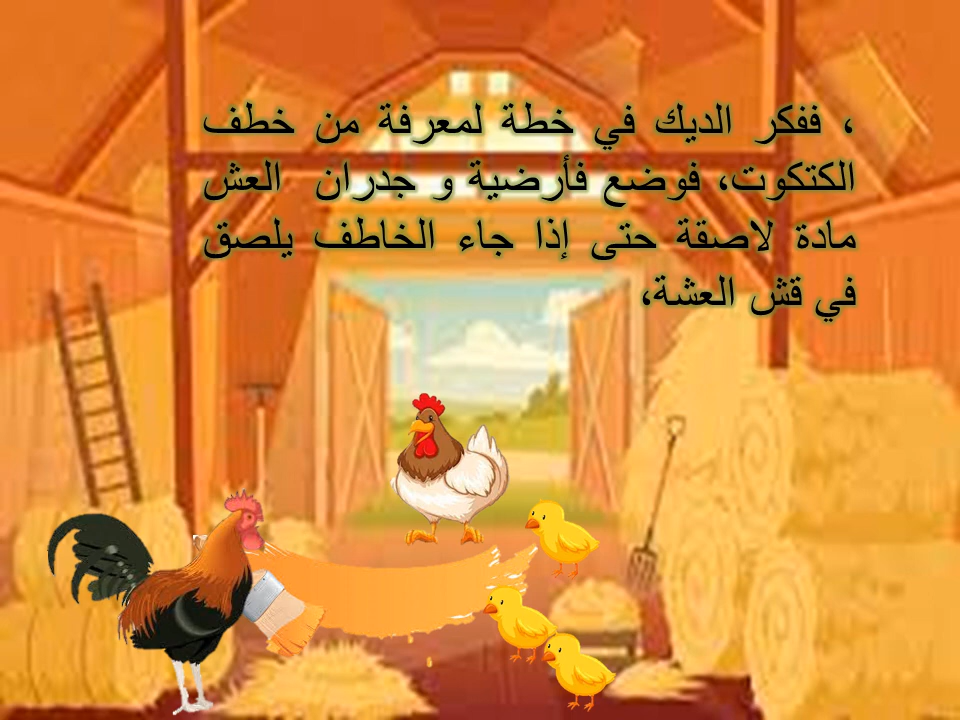 ، ففكر الديك في خطة لمعرفة من خطف
الكتكوت، فوضع فأرضية و جدران العش
مادة لاصقة حتى إذا جاء الخاطف يلصق
في قش العشة،